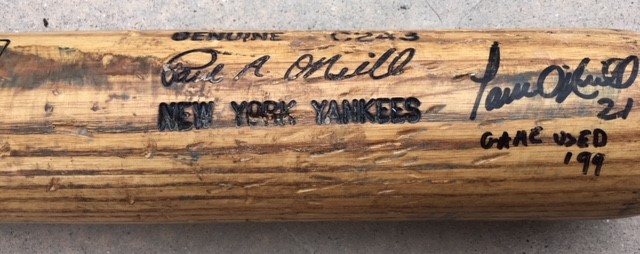 GENUINE C243
Paul A. O'Neill
NEW YORK YANKEES
Paul O'Neill
21
GAME USED
'99